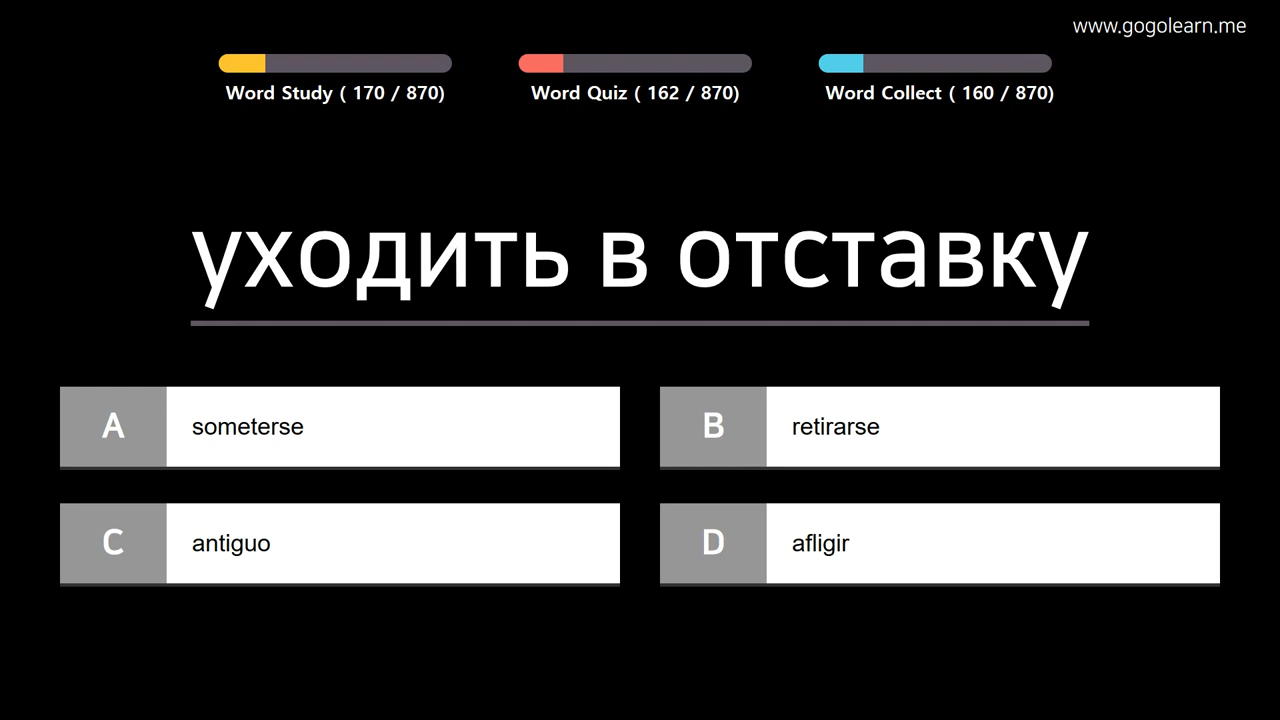 www.gogolearn.me
Word Study ( 170 / 870)
Word Quiz ( 162 / 870)
Word Collect ( 160 / 870)
уходить в отставку
A someterse
B retirarse
C antiguo
D afligir